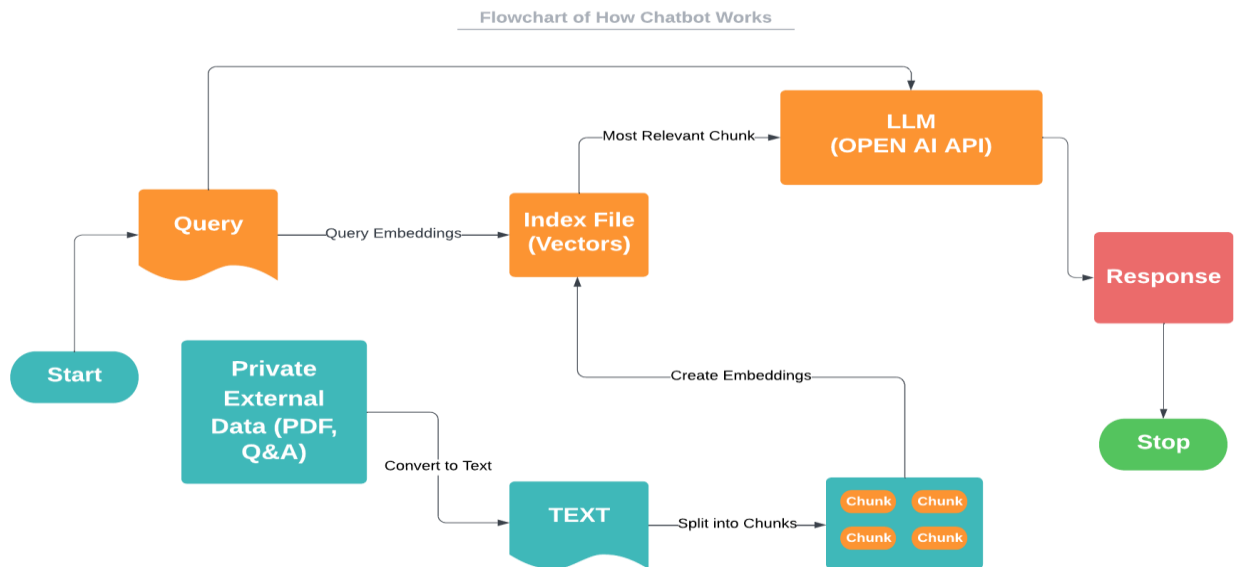 Flowchart of How Chatbot Works
LLM
(OPEN AI API)
Most Relevant Chunk
Query
Query Embeddings
Index File
(Vectors)
Response
Start
Private
External
Data (PDF,
Q&A)
Create Embeddings
Stop
Convert to Text
TEXT
Split into Chunks
Chunk
Chunk
Chunk
Chunk